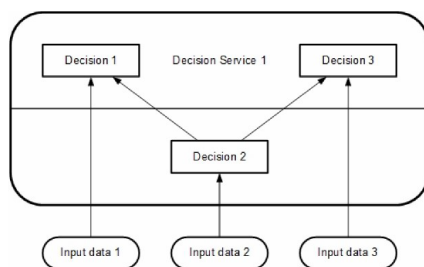 Decision 1
Decision Service 1
Decision 3
Decision 2
Input data 1
Input data 2
Input data 3